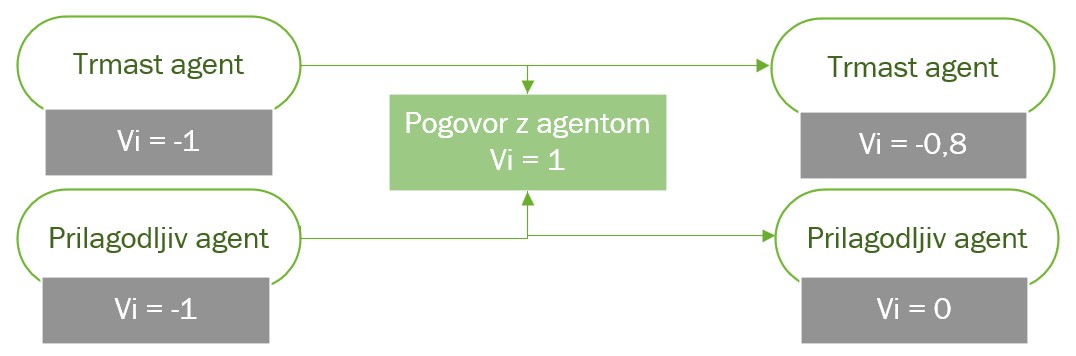 Trmast agent
Vi = -1
Pogovor z agentom
Vi = 1
Trmast agent
Vi = -0,8
Prilagodljiv agent
Vi = -1
Prilagodljiv agent
Vi = 0